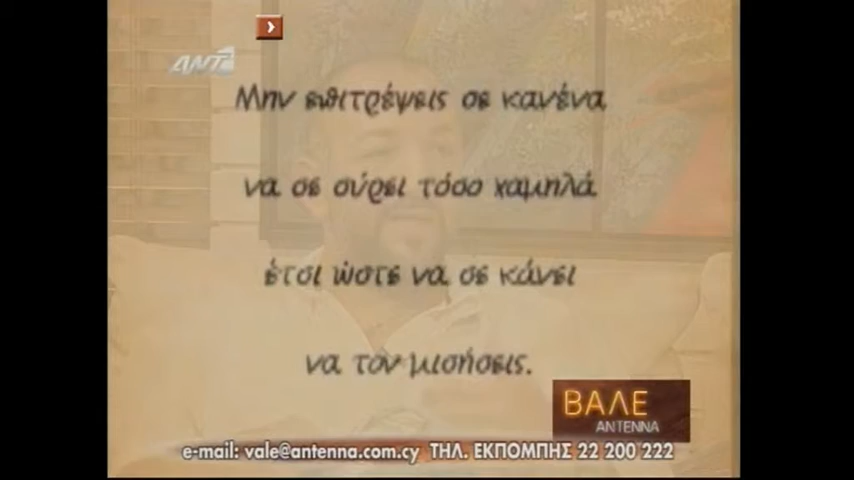 ANT1
Μην επιτρέψεις σε κανένα
να σε σύρει τόσο χαμηλά
έτσι ώστε να σε κάνει
να τον μισήσεις.
ΒΑΛΕ
ANTENNA
e-mail: vale@antenna.com.cy ΤΗΛ. ΕΚΠΟΜΠΗΣ 22 200 222